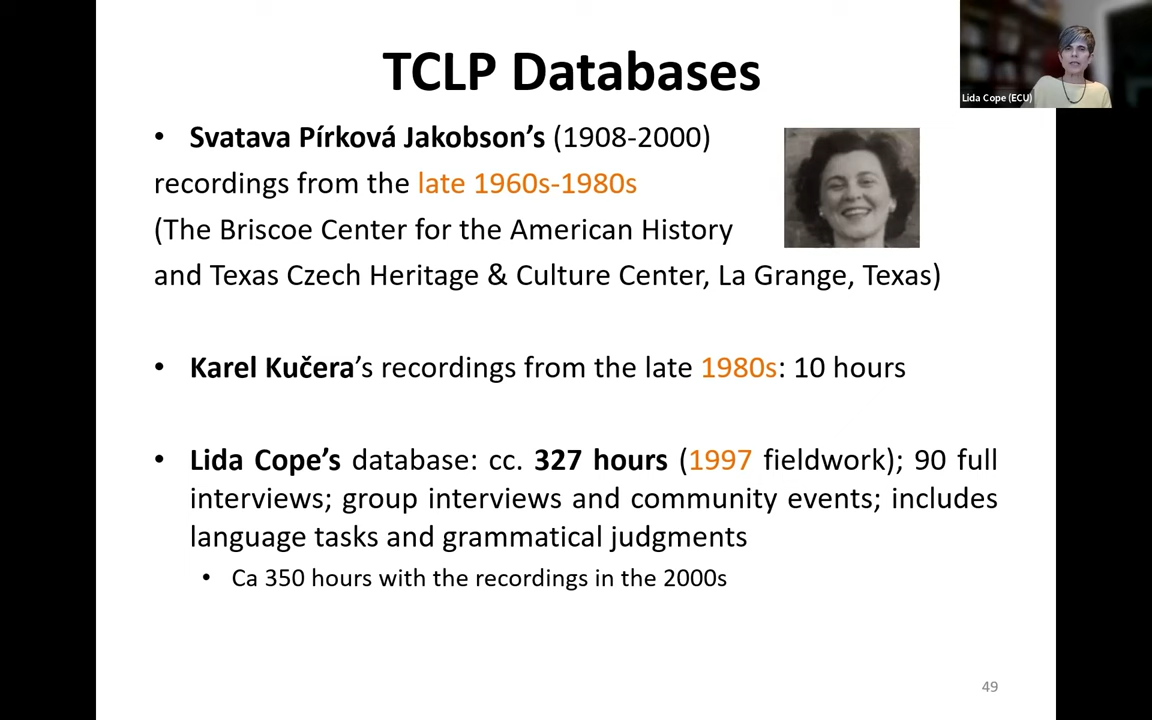 TCLP Databases
Lida Cope (ECU)
• Svatava Pírková Jakobson’s (1908-2000)
recordings from the late 1960s-1980s
(The Briscoe Center for the American History
and Texas Czech Heritage & Culture Center, La Grange, Texas)
• Karel Kučera’s recordings from the late 1980s: 10 hours
• Lida Cope’s database: cc. 327 hours (1997 fieldwork); 90 full
interviews; group interviews and community events; includes
language tasks and grammatical judgments
• Ca 350 hours with the recordings in the 2000s
49